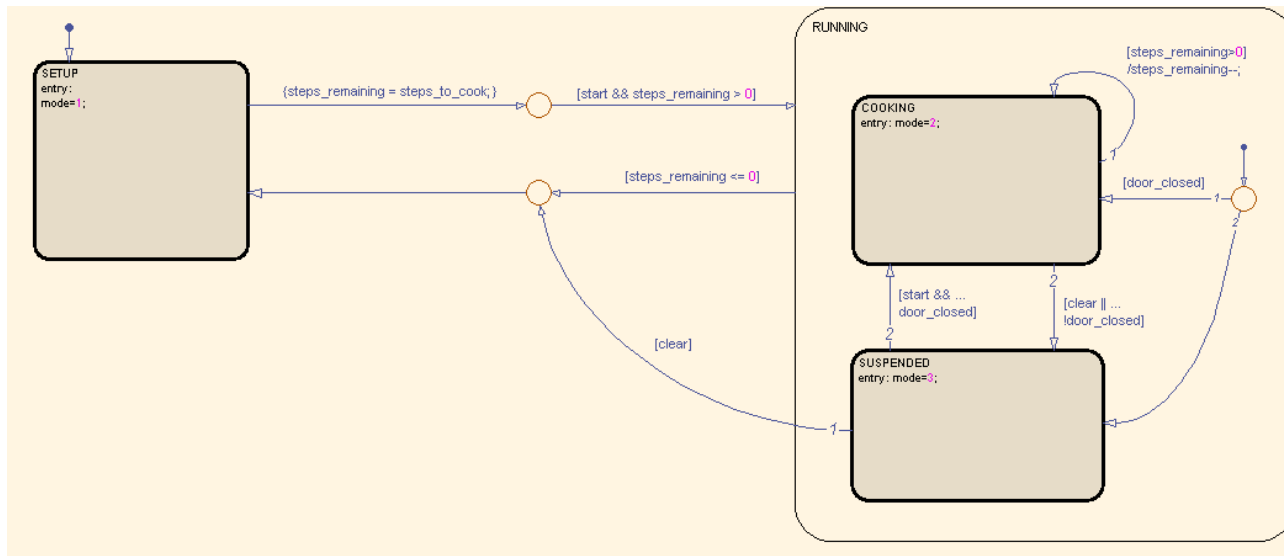 RUNNING
SETUP
entry:
mode=1;
{steps_remaining = steps_to_cook; }
[start && steps_remaining > 0]
[steps_remaining>0]
/steps_remaining--;
COOKING
entry: mode=2;
1
[steps_remaining <= 0]
[door_closed]
1
2
[start && ...
door_closed]
2
2
[clear || ...
!door_closed]
[clear]
SUSPENDED
entry: mode=3;
1